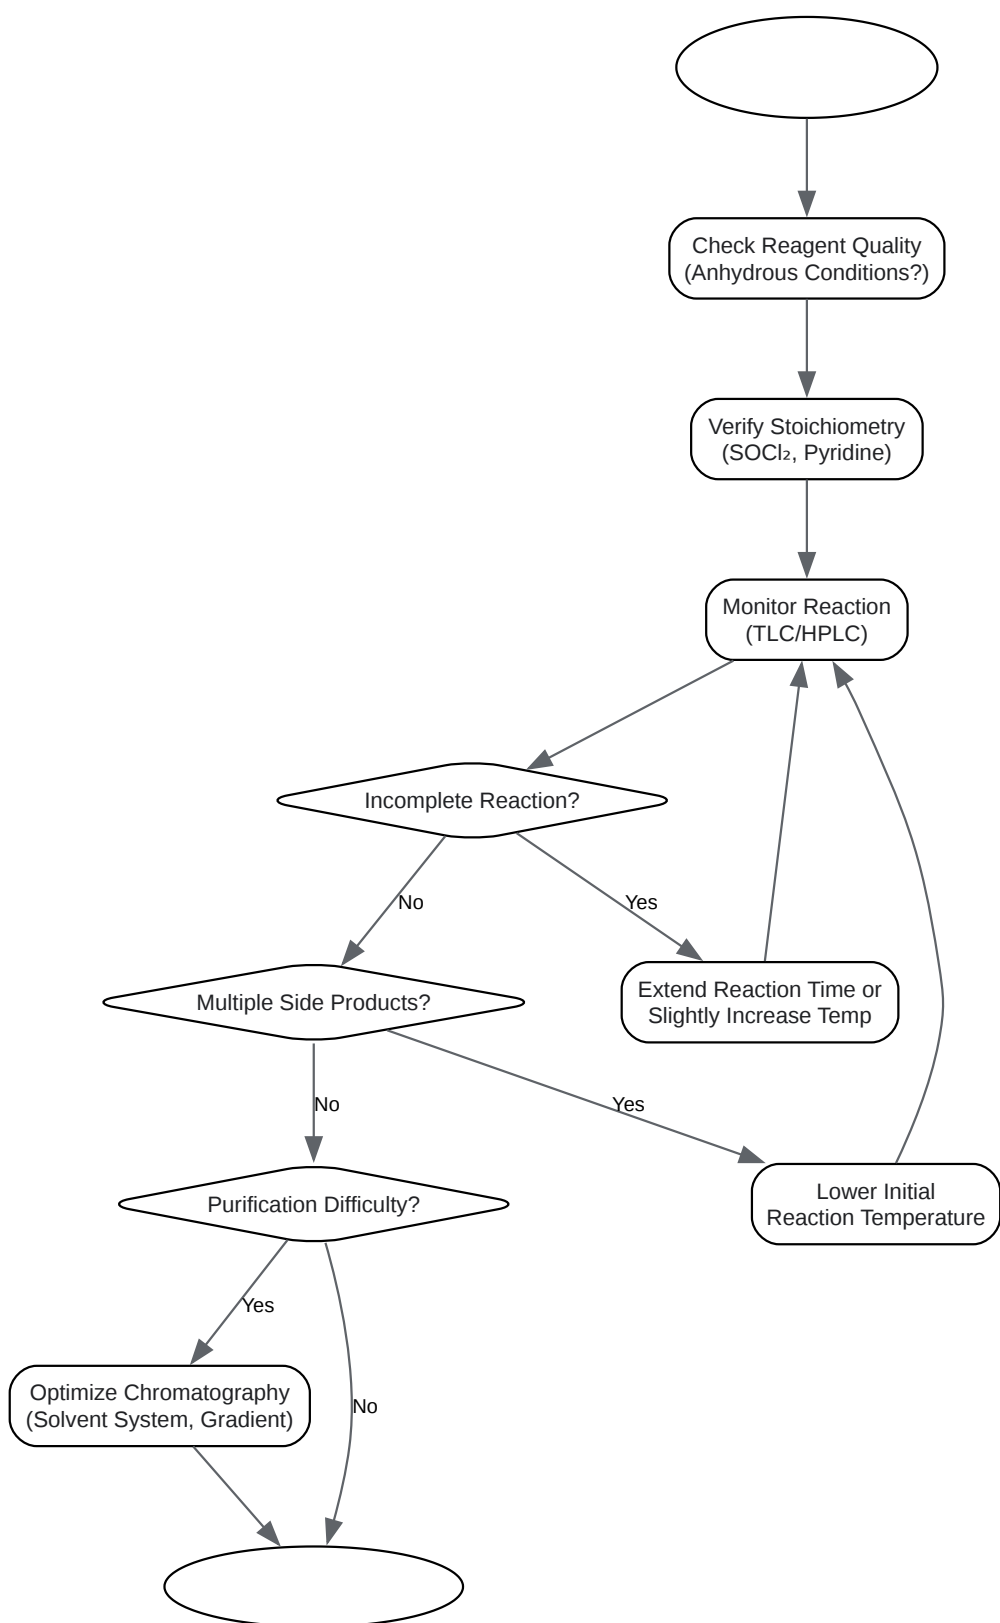 Check Reagent Quality
(Anhydrous Conditions?)
Verify Stoichiometry
(SOCl₂, Pyridine)
Monitor Reaction
(TLC/HPLC)
Incomplete Reaction?
No
Yes
Multiple Side Products?
Extend Reaction Time or
Slightly Increase Temp
No
Yes
Purification Difficulty?
Lower Initial
Reaction Temperature
Yes
Optimize Chromatography
(Solvent System, Gradient)
No